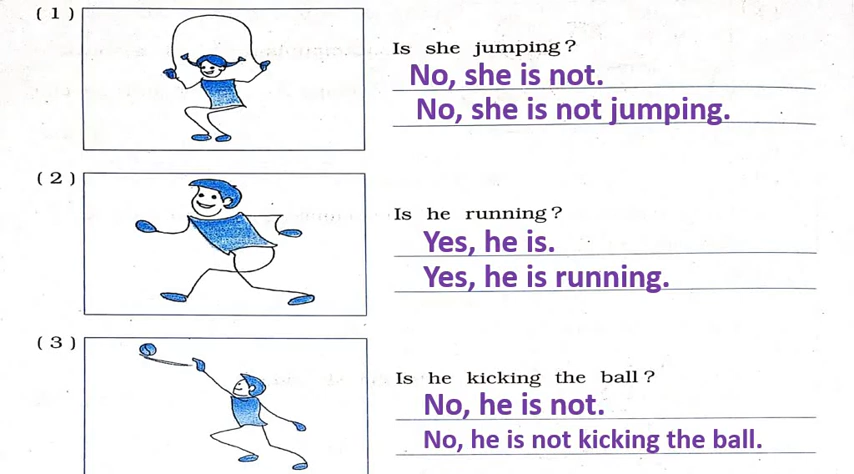 (1)
Is she jumping?
No, she is not.
No, she is not jumping.
(2)
Is he running?
Yes, he is.
Yes, he is running.
(3)
Is he kicking the ball?
No, he is not.
No, he is not kicking the ball.